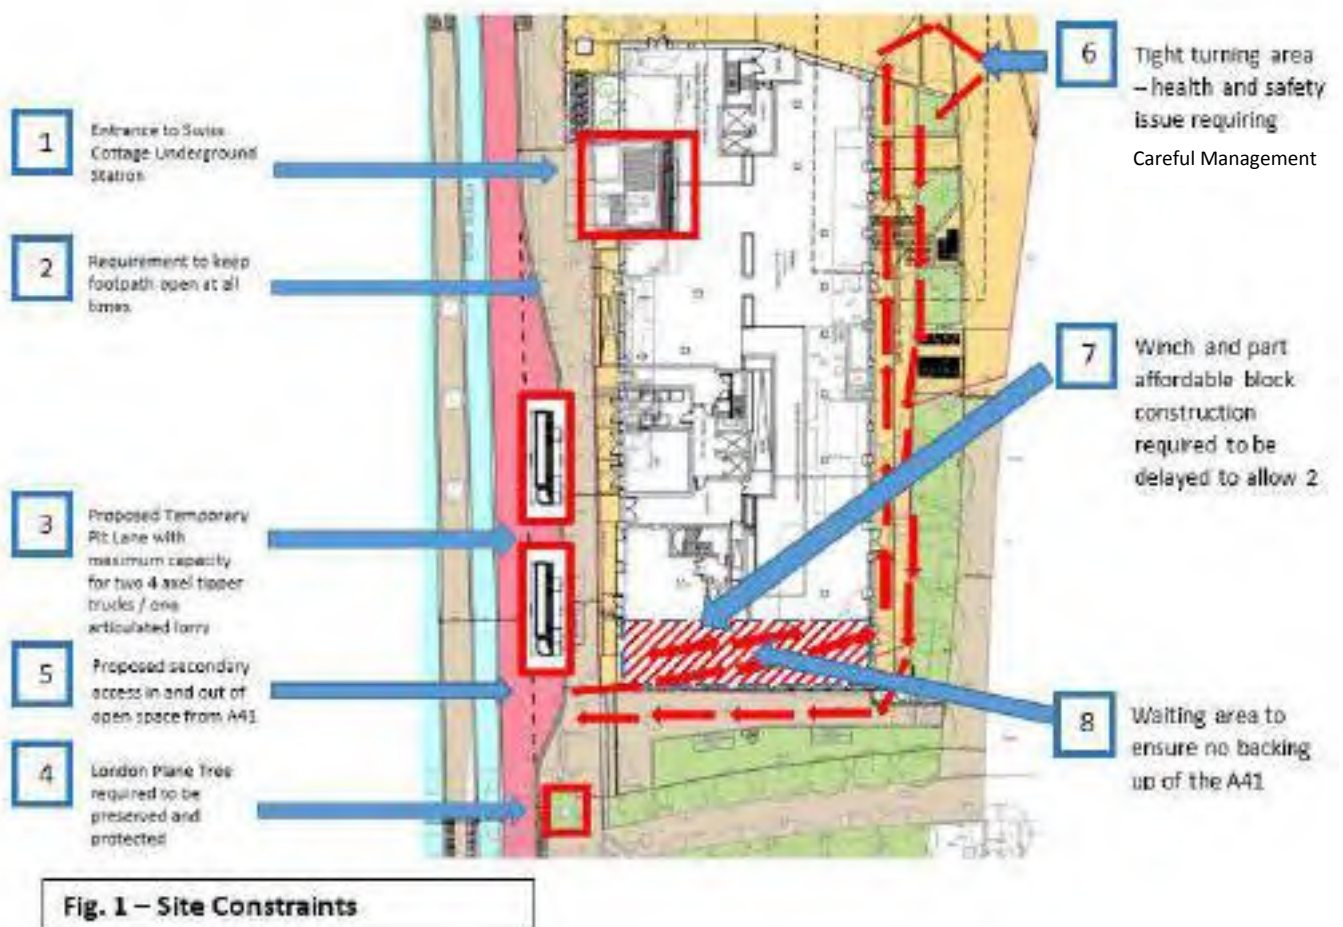 1
Entrance to Swiss
Cottage Underground
Station
2
Requirement to keep
footpath open at all
times
3
Proposed Temporary
Pit Lane with
maximum capacity
for two 4 axel tipper
trucks / one
articulated lorry
5
Proposed secondary
access in and out of
open space from A41
4
London Plane Tree
required to be
preserved and
protected
6
Tight turning area
– health and safety
issue requiring
Careful Management
7
Winch and part
affordable block
construction
required to be
delayed to allow 2
8
Waiting area to
ensure no backing
up of the A41
Fig. 1 – Site Constraints